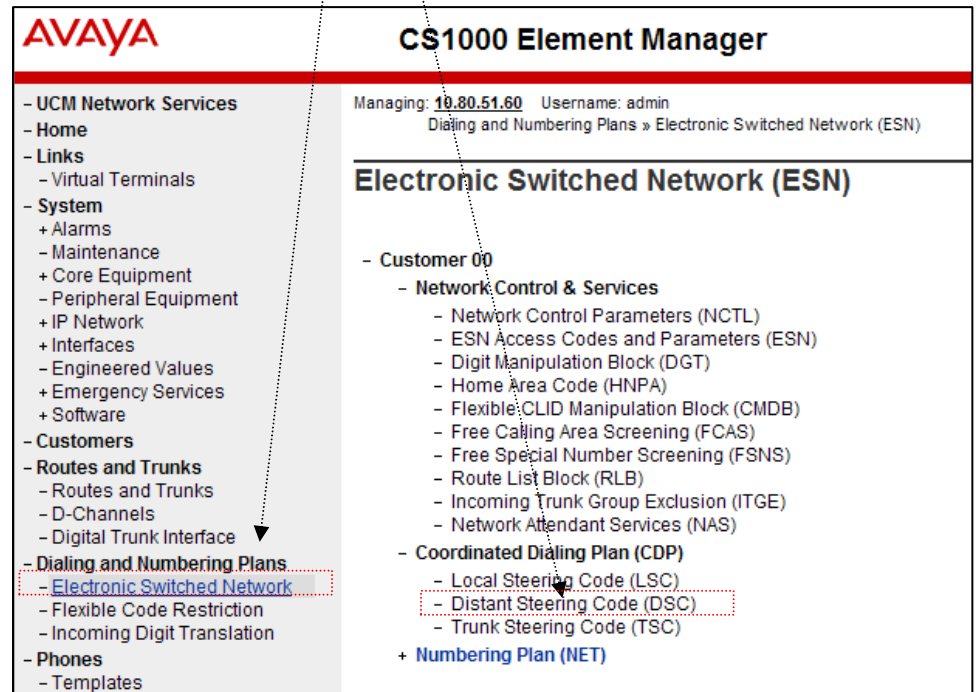 AVAYA
CS1000 Element Manager
- UCM Network Services
- Home
- Links
- Virtual Terminals
- System
+ Alarms
- Maintenance
+ Core Equipment
- Peripheral Equipment
+ IP Network
+ Interfaces
- Engineered Values
+ Emergency Services
+ Software
- Customers
- Routes and Trunks
- Routes and Trunks
- D-Channels
- Digital Trunk Interface
- Dialing and Numbering Plans
- Electronic Switched Network
- Flexible Code Restriction
- Incoming Digit Translation
- Phones
- Templates
Managing: 10.80.51.60 Username: admin
Dialing and Numbering Plans » Electronic Switched Network (ESN)
Electronic Switched Network (ESN)
- Customer 00
- Network Control & Services
- Network Control Parameters (NCTL)
- ESN Access Codes and Parameters (ESN)
- Digit Manipulation Block (DGT)
- Home Area Code (HNPA)
- Flexible CLID Manipulation Block (CMDB)
- Free Calling Area Screening (FCAS)
- Free Special Number Screening (FSNS)
- Route List Block (RLB)
- Incoming Trunk Group Exclusion (ITGE)
- Network Attendant Services (NAS)
- Coordinated Dialing Plan (CDP)
- Local Steering Code (LSC)
- Distant Steering Code (DSC)
- Trunk Steering Code (TSC)
+ Numbering Plan (NET)